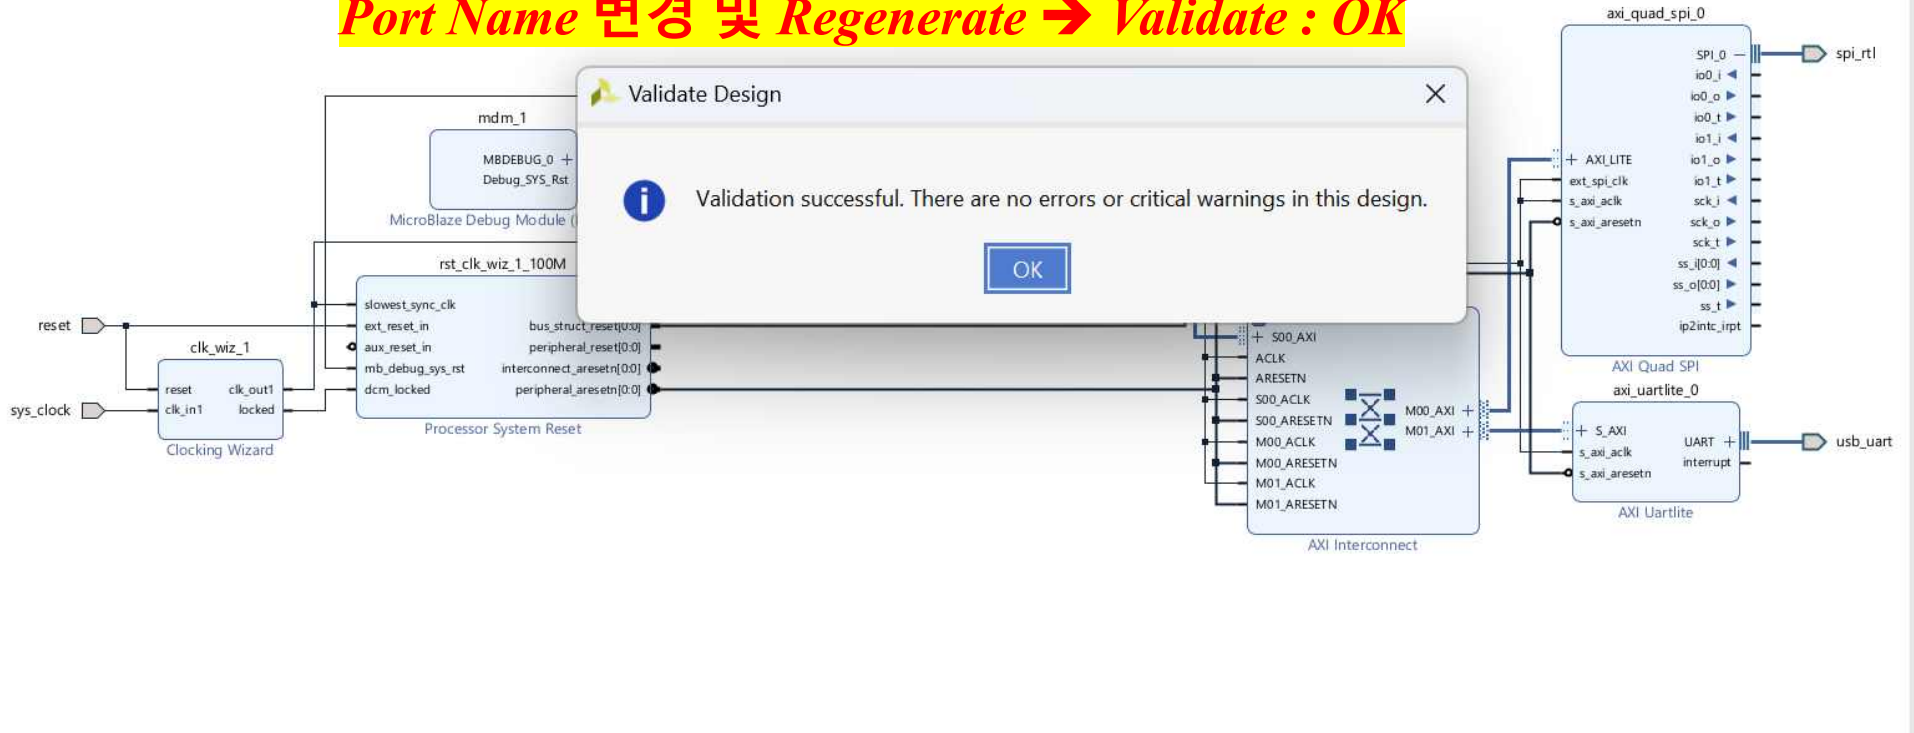 Port Name 변경 및 Regenerate ➔ Validate : OK
axi_quad_spi_0
SPI_0
spi_rtl
io0_i
io0_o
io0_t
io1_i
AXI_LITE
io1_o
ext_spi_clk
io1_t
s_axi_aclk
sck_i
s_axi_aresetn
sck_o
sck_t
ss_i[0:0]
ss_o[0:0]
ss_t
ip2intc_irpt
AXI Quad SPI
Validate Design
Validation successful. There are no errors or critical warnings in this design.
OK
mdm_1
MBDEBUG_0
Debug_SYS_Rst
MicroBlaze Debug Module
rst_clk_wiz_1_100M
slowest_sync_clk
ext_reset_in
bus_struct_reset[0:0]
aux_reset_in
peripheral_reset[0:0]
mb_debug_sys_rst
interconnect_aresetn[0:0]
dcm_locked
peripheral_aresetn[0:0]
Processor System Reset
reset
sys_clock
clk_wiz_1
reset
clk_out1
clk_in1
locked
Clocking Wizard
S00_AXI
ACLK
ARESETN
S00_ACLK
S00_ARESETN
M00_ACLK
M00_ARESETN
M01_ACLK
M01_ARESETN
M00_AXI
M01_AXI
AXI Interconnect
axi_uartlite_0
S_AXI
UART
s_axi_aclk
interrupt
s_axi_aresetn
usb_uart
AXI Uartlite